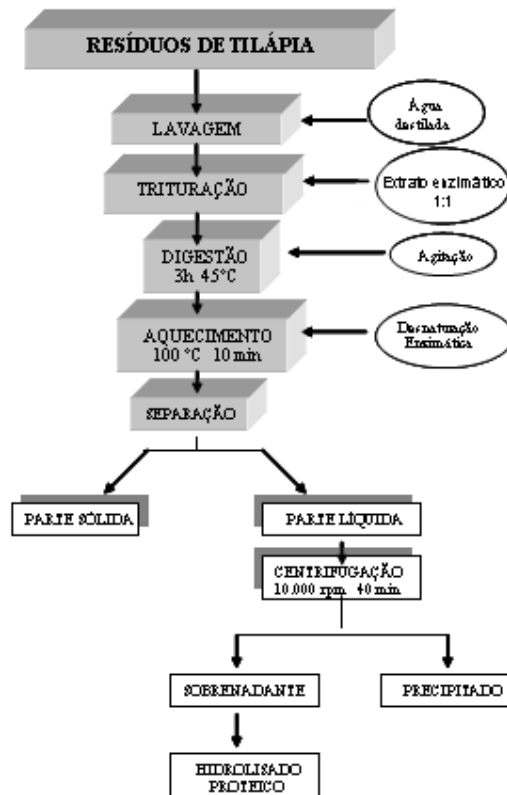 RESÍDUOS DE TILÁPIA
LAVAGEM
Água
destilada
TRITURAÇÃO
Extrato enzimático
1:1
DIGESTÃO
3h 45°C
Agitação
AQUECIMENTO
100 °C 10 min
Desnaturação
Enzimática
SEPARAÇÃO
PARTE SÓLIDA
PARTE LÍQUIDA
CENTRIFUGAÇÃO
10.000 rpm 40 min
SOBRENADANTE
PRECIPITADO
HIDROLISADO
PROTEICO